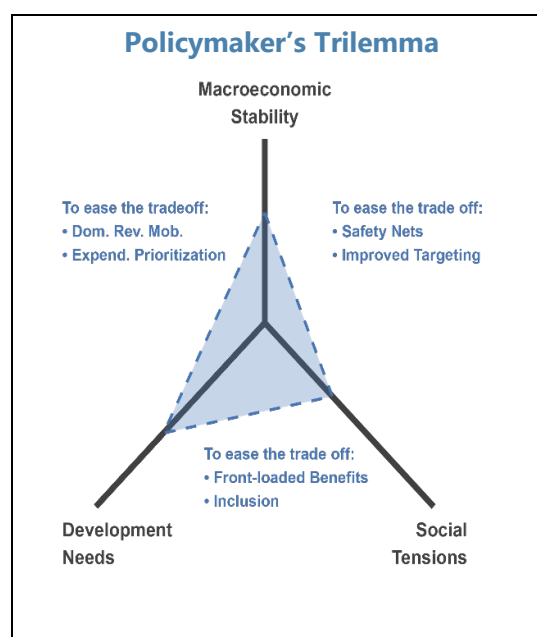 Policymaker's Trilemma
Macroeconomic
Stability
To ease the tradeoff:
• Dom. Rev. Mob.
• Expend. Prioritization
To ease the trade off:
• Safety Nets
• Improved Targeting
To ease the trade off:
• Front-loaded Benefits
• Inclusion
Development
Needs
Social
Tensions